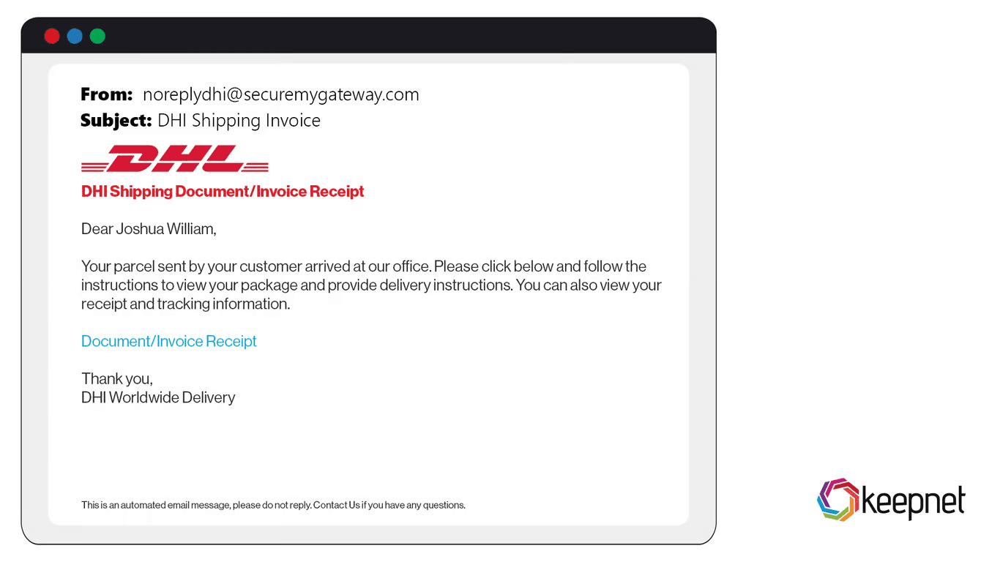 From: noreplydhi@securemygateway.com
Subject: DHI Shipping Invoice
DHL
DHI Shipping Document/Invoice Receipt
Dear Joshua William,
Your parcel sent by your customer arrived at our office. Please click below and follow the
instructions to view your package and provide delivery instructions. You can also view your
receipt and tracking information.
Document/Invoice Receipt
Thank you,
DHI Worldwide Delivery
This is an automated email message, please do not reply. Contact Us if you have any questions.
keepnet